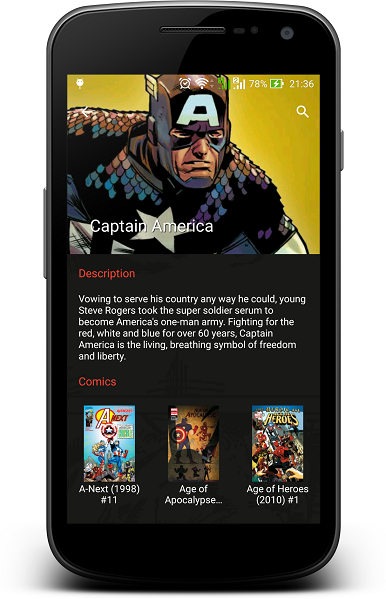 78% 21:36
Captain America
Description
Vowing to serve his country any way he could, young
Steve Rogers took the super soldier serum to
become America's one-man army. Fighting for the
red, white and blue for over 60 years, Captain
America is the living, breathing symbol of freedom
and liberty.
Comics
A-NEXT
HEROES
A-Next (1998)
#11
Age of
Apocalypse...
Age of Heroes
(2010) #1